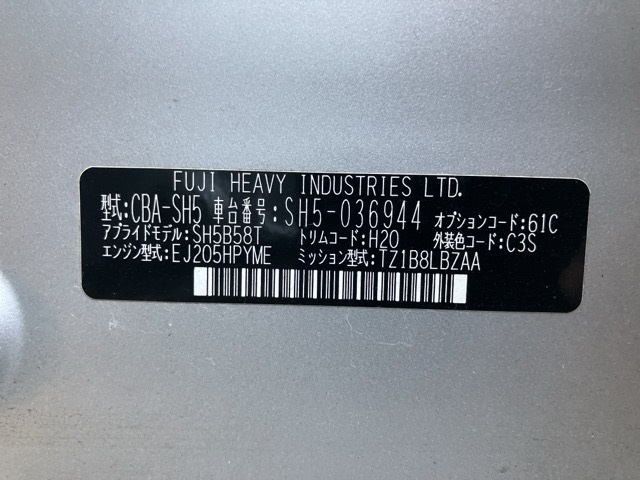 FUJI HEAVY INDUSTRIES LTD.
型式:CBA-SH5 車台番号:SH5-036944 オプションコード:61C
アプライドモデル:SH5B58T トリムコード:H20 外装色コード:C3S
エンジン型式:EJ205HPYME ミッション型式:TZ1B8LBZAA